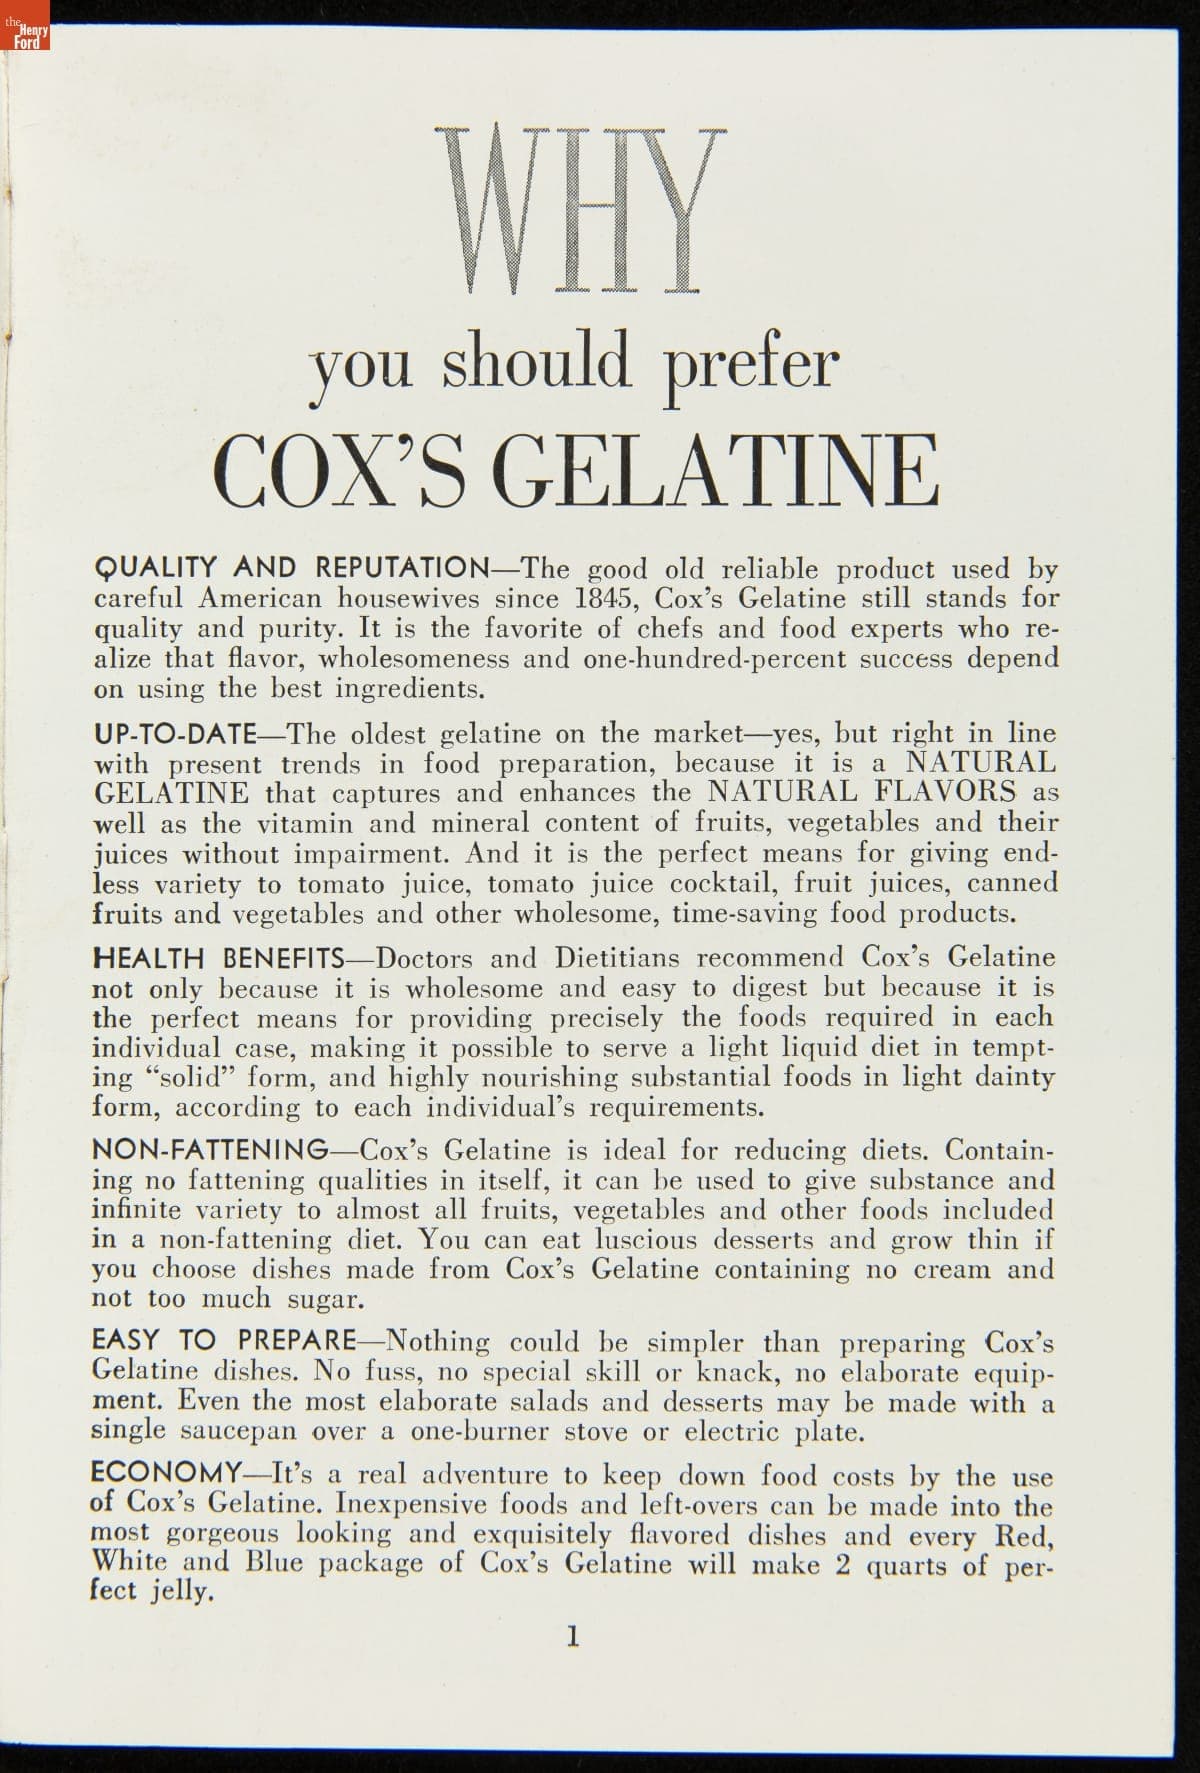 the
Henry
Ford
WHY
you should prefer
COX'S GELATINE
QUALITY AND REPUTATION—The good old reliable product used by
careful American housewives since 1845, Cox's Gelatine still stands for
quality and purity. It is the favorite of chefs and food experts who re-
alize that flavor, wholesomeness and one-hundred-percent success depend
on using the best ingredients.
UP-TO-DATE—The oldest gelatine on the market—yes, but right in line
with present trends in food preparation, because it is a NATURAL
GELATINE that captures and enhances the NATURAL FLAVORS as
well as the vitamin and mineral content of fruits, vegetables and their
juices without impairment. And it is the perfect means for giving end-
less variety to tomato juice, tomato juice cocktail, fruit juices, canned
fruits and vegetables and other wholesome, time-saving food products.
HEALTH BENEFITS—Doctors and Dietitians recommend Cox's Gelatine
not only because it is wholesome and easy to digest but because it is
the perfect means for providing precisely the foods required in each
individual case, making it possible to serve a light liquid diet in tempt-
ing “solid” form, and highly nourishing substantial foods in light dainty
form, according to each individual's requirements.
NON-FATTENING—Cox's Gelatine is ideal for reducing diets. Contain-
ing no fattening qualities in itself, it can be used to give substance and
infinite variety to almost all fruits, vegetables and other foods included
in a non-fattening diet. You can eat luscious desserts and grow thin if
you choose dishes made from Cox's Gelatine containing no cream and
not too much sugar.
EASY TO PREPARE—Nothing could be simpler than preparing Cox's
Gelatine dishes. No fuss, no special skill or knack, no elaborate equip-
ment. Even the most elaborate salads and desserts may be made with a
single saucepan over a one-burner stove or electric plate.
ECONOMY—It's a real adventure to keep down food costs by the use
of Cox's Gelatine. Inexpensive foods and left-overs can be made into the
most gorgeous looking and exquisitely flavored dishes and every Red,
White and Blue package of Cox's Gelatine will make 2 quarts of per-
fect jelly.
1